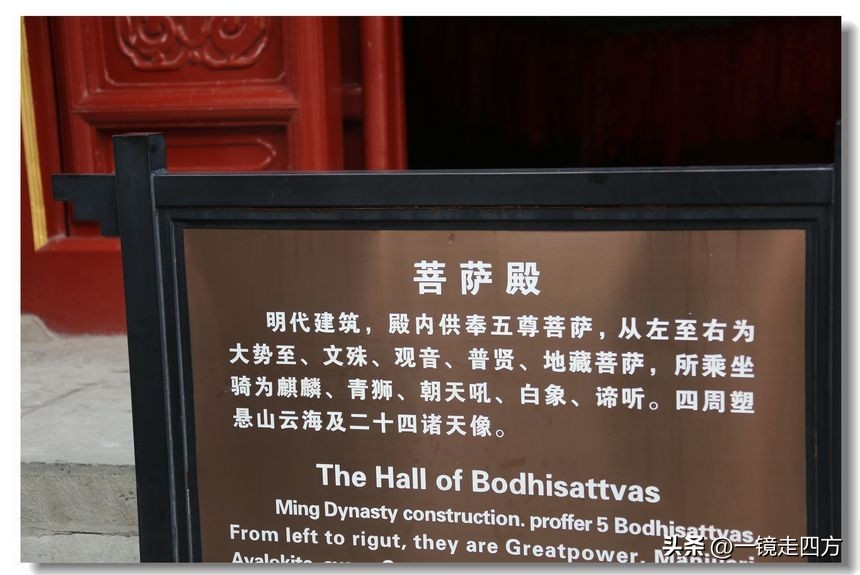 菩萨殿
明代建筑，殿内供奉五尊菩萨，从左至右为
大势至、文殊、观音、普贤、地藏菩萨，所乘坐
骑为麒麟、青狮、朝天吼、白象、谛听。四周塑
悬山云海及二十四诸天像。
The Hall of Bodhisattvas
Ming Dynasty construction. proffer 5 Bodhisattvas,
From left to rigut, they are Greatpower,
头条 @一镜走四方